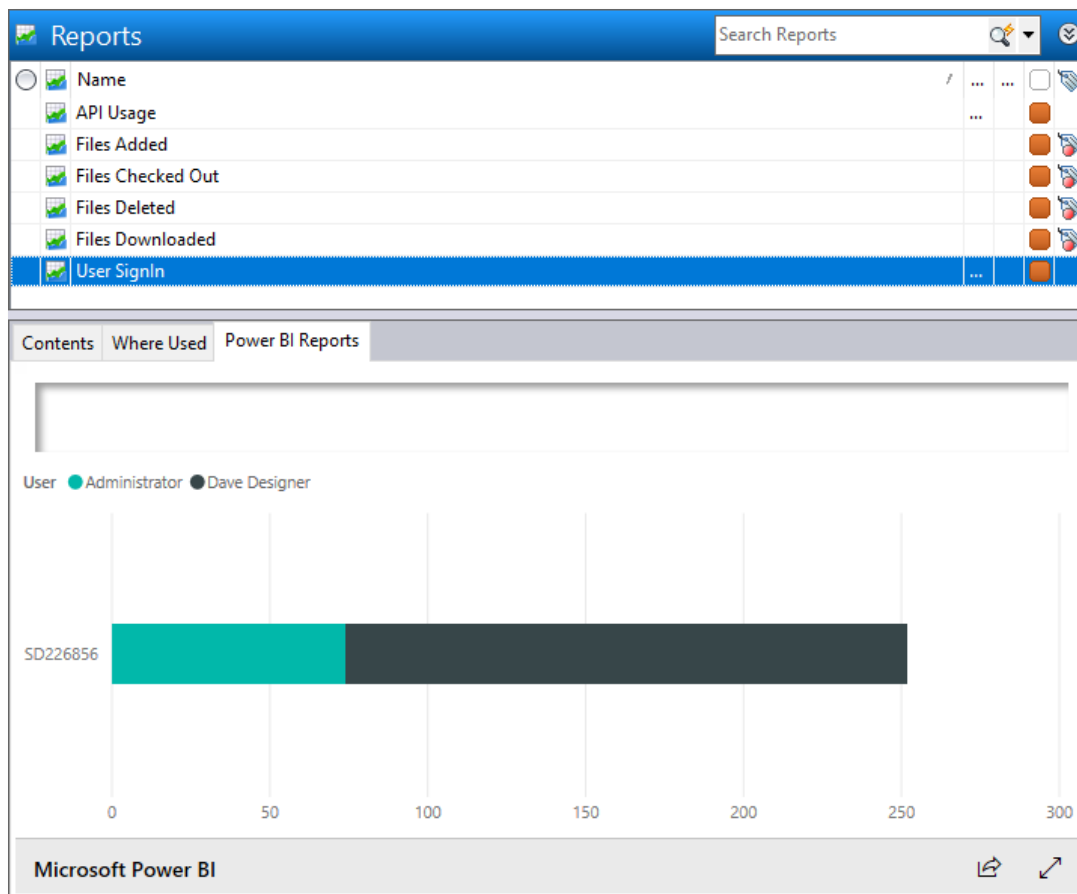 Reports Search Reports
Name / ... ...
API Usage ...
Files Added
Files Checked Out
Files Deleted
Files Downloaded
User SignIn ...
Contents Where Used Power BI Reports
User Administrator Dave Designer
SD226856
0 50 100 150 200 250 300
Microsoft Power BI